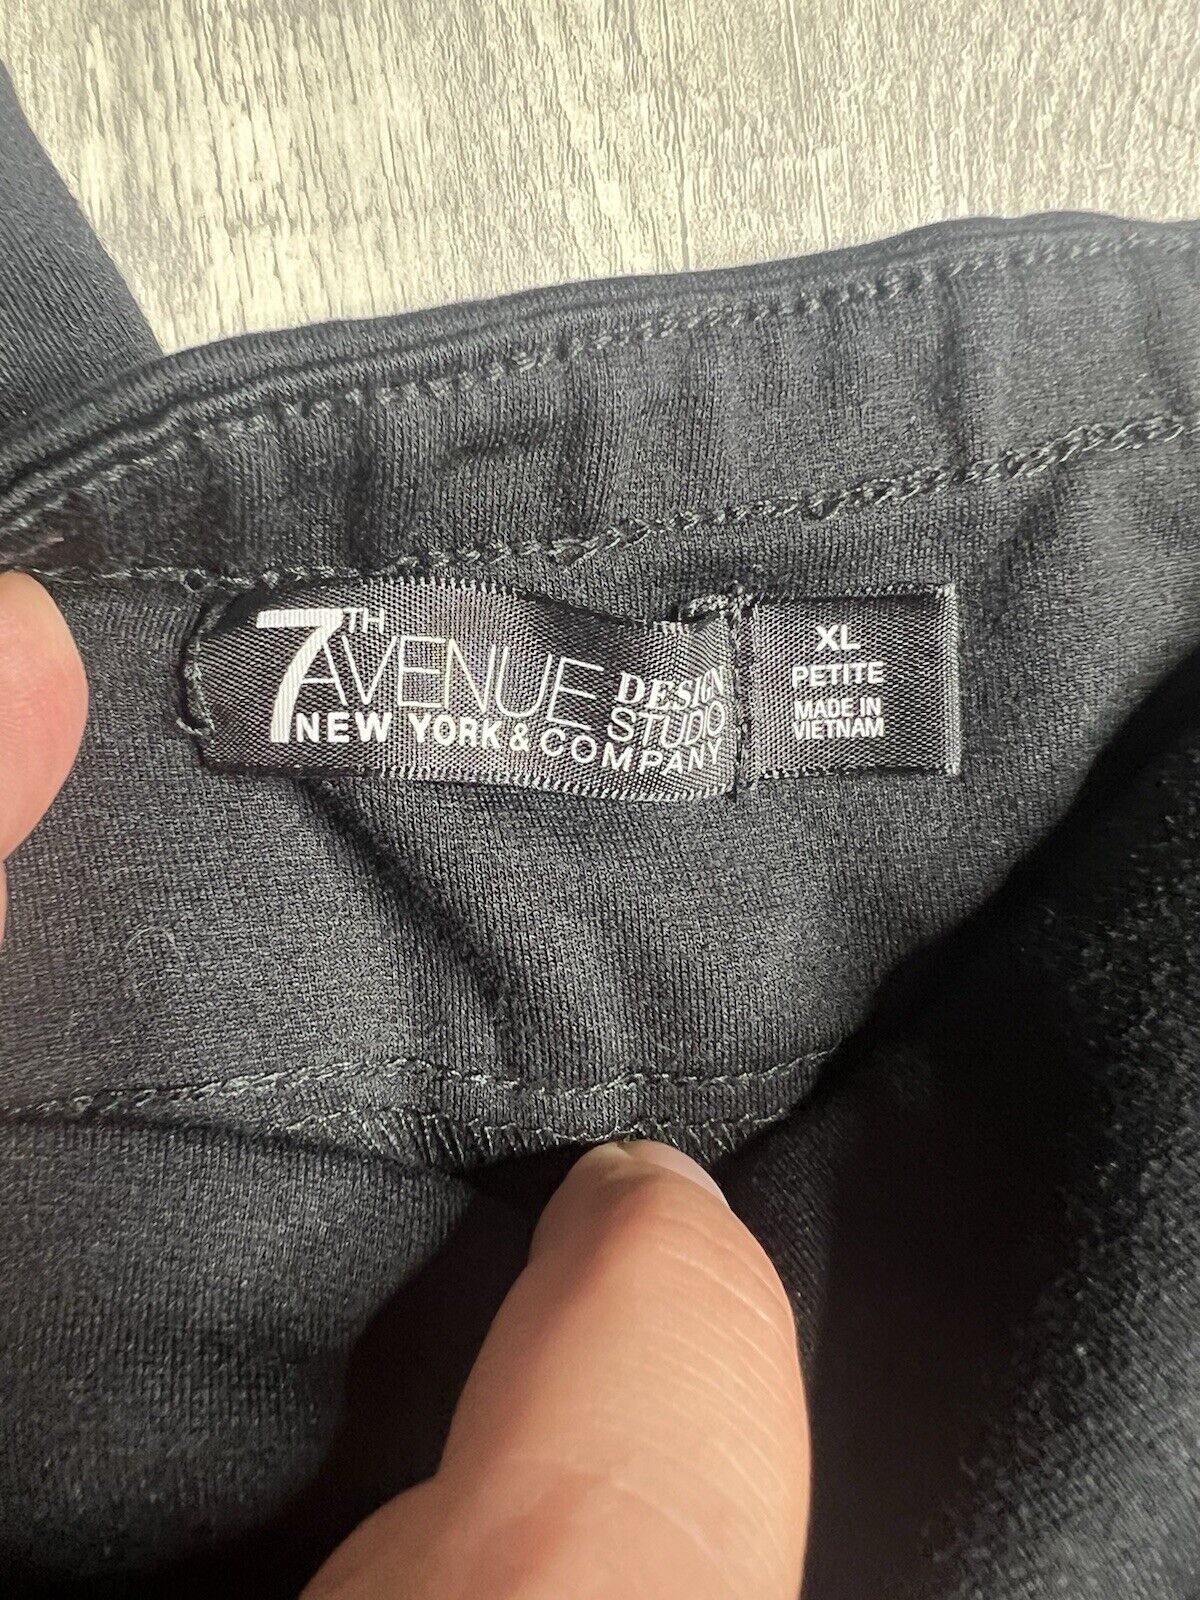 7TH AVENUE DESIGN STUDIO
NEW YORK & COMPANY
XL
PETITE
MADE IN
VIETNAM